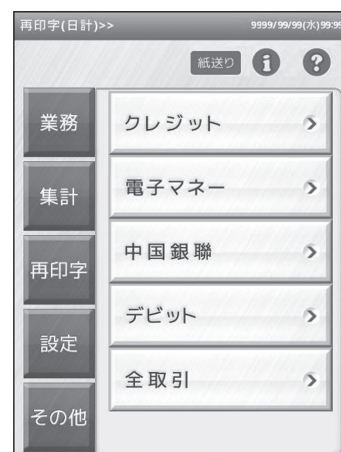 再印字(日計)>> 9999/99/99(水)99:99
紙送り i ?
業務
集計
再印字
設定
その他
クレジット
電子マネー
中国銀聯
デビット
全取引